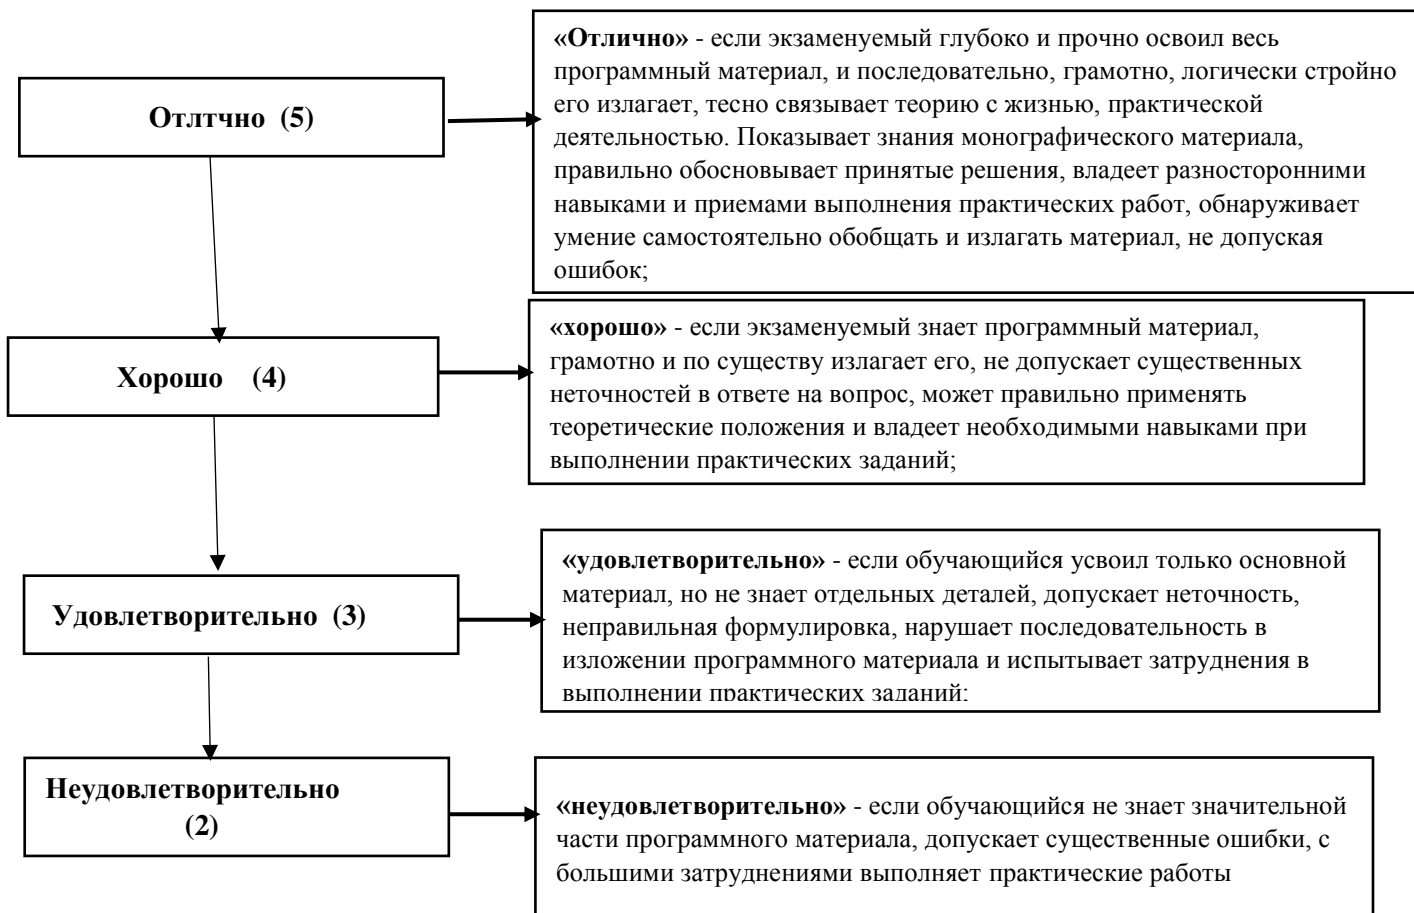 Отлтчно (5)
«Отлично» - если экзаменуемый глубоко и прочно освоил весь
программный материал, и последовательно, грамотно, логически стройно
его излагает, тесно связывает теорию с жизнью, практической
деятельностью. Показывает знания монографического материала,
правильно обосновывает принятые решения, владеет разносторонними
навыками и приемами выполнения практических работ, обнаруживает
умение самостоятельно обобщать и излагать материал, не допуская
ошибок;
Хорошо (4)
«хорошо» - если экзаменуемый знает программный материал,
грамотно и по существу излагает его, не допускает существенных
неточностей в ответе на вопрос, может правильно применять
теоретические положения и владеет необходимыми навыками при
выполнении практических заданий;
Удовлетворительно (3)
«удовлетворительно» - если обучающийся усвоил только основной
материал, но не знает отдельных деталей, допускает неточность,
неправильная формулировка, нарушает последовательность в
изложении программного материала и испытывает затруднения в
выполнении практических заданий;
Неудовлетворительно
(2)
«неудовлетворительно» - если обучающийся не знает значительной
части программного материала, допускает существенные ошибки, с
большими затруднениями выполняет практические работы